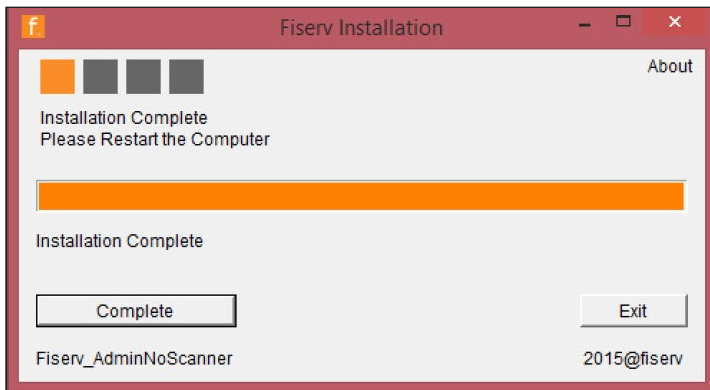 f.
Fiserv Installation
About
Installation Complete
Please Restart the Computer
Installation Complete
Complete
Exit
Fiserv_AdminNoScanner
2015@fiserv